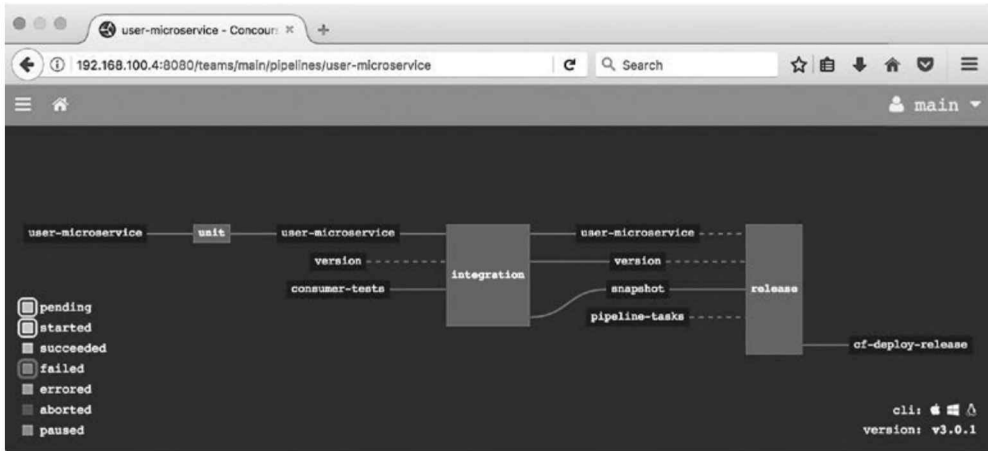 user-microservice - Concour:
192.168.100.4:8080/teams/main/pipelines/user-microservice
Search
main
user-microservice
unit
user-microservice
version
consumer-tests
integration
user-microservice
version
snapshot
pipeline-tasks
release
cf-deploy-release
pending
started
succeeded
failed
errored
aborted
paused
cli:
version: v3.0.1